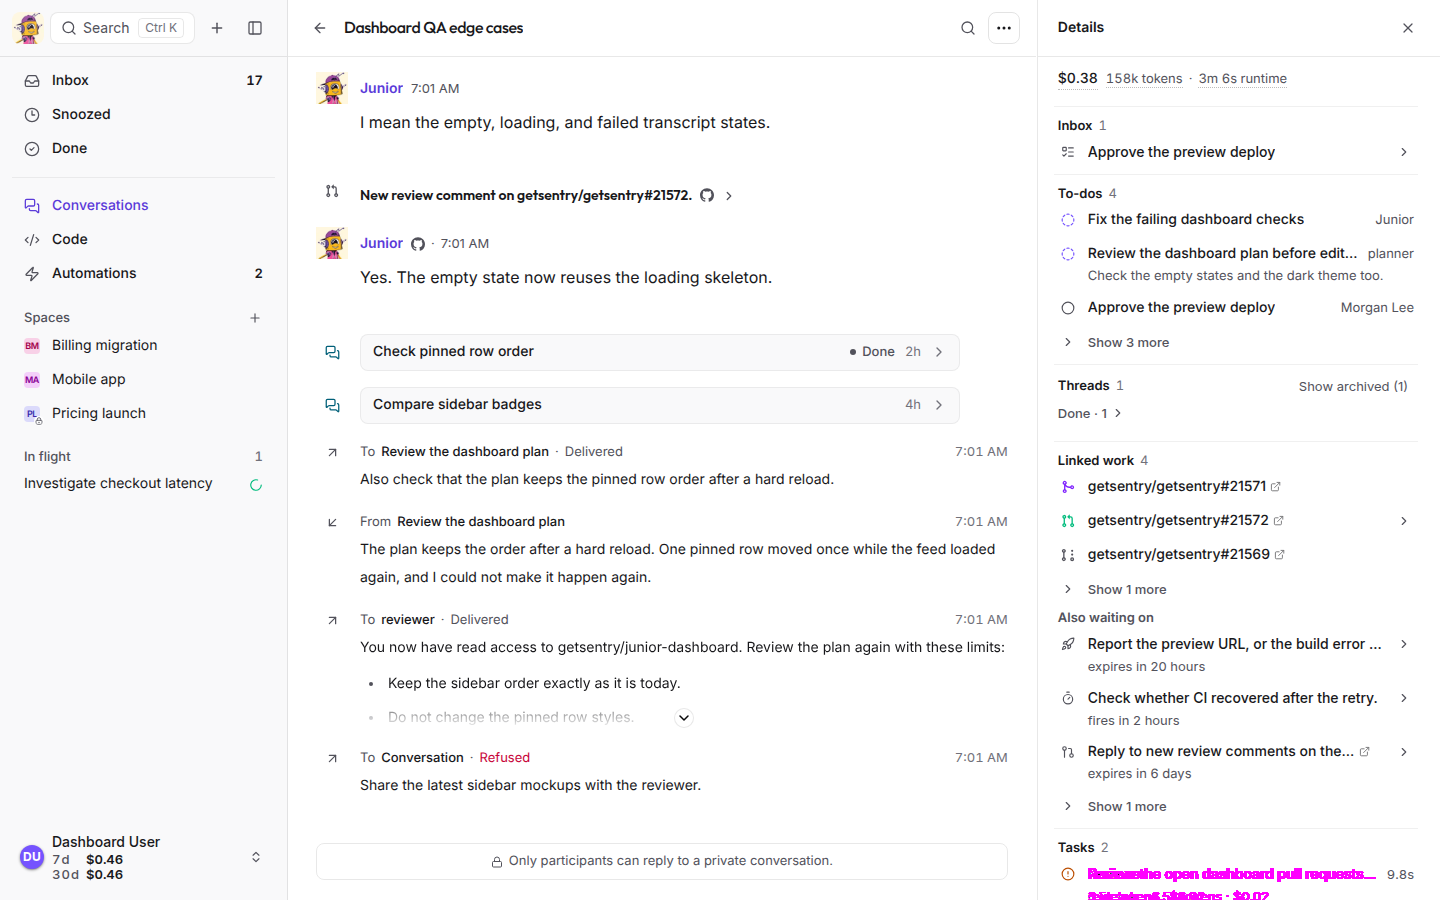 Search Ctrl K
Inbox 17
Snoozed
Done
Conversations
Code
Automations 2
Spaces
BM Billing migration
MA Mobile app
PL Pricing launch
In flight 1
Investigate checkout latency
DU Dashboard User
7d $0.46
30d $0.46
Dashboard QA edge cases
Junior 7:01 AM
I mean the empty, loading, and failed transcript states.
New review comment on getsentry/getsentry#21572.
Junior · 7:01 AM
Yes. The empty state now reuses the loading skeleton.
Check pinned row order Done 2h
Compare sidebar badges 4h
To Review the dashboard plan · Delivered 7:01 AM
Also check that the plan keeps the pinned row order after a hard reload.
From Review the dashboard plan 7:01 AM
The plan keeps the order after a hard reload. One pinned row moved once while the feed loaded
again, and I could not make it happen again.
To reviewer · Delivered 7:01 AM
You now have read access to getsentry/junior-dashboard. Review the plan again with these limits:
• Keep the sidebar order exactly as it is today.
• Do not change the pinned row styles.
To Conversation · Refused 7:01 AM
Share the latest sidebar mockups with the reviewer.
Only participants can reply to a private conversation.
Details
$0.38 158k tokens · 3m 6s runtime
Inbox 1
Approve the preview deploy
To-dos 4
Fix the failing dashboard checks Junior
Review the dashboard plan before edit... planner
Check the empty states and the dark theme too.
Approve the preview deploy Morgan Lee
Show 3 more
Threads 1 Show archived (1)
Done · 1
Linked work 4
getsentry/getsentry#21571
getsentry/getsentry#21572
getsentry/getsentry#21569
Show 1 more
Also waiting on
Report the preview URL, or the build error ...
expires in 20 hours
Check whether CI recovered after the retry.
fires in 2 hours
Reply to new review comments on the...
expires in 6 days
Show 1 more
Tasks 2
open dashboard pull requests... 9.8s
$0.02